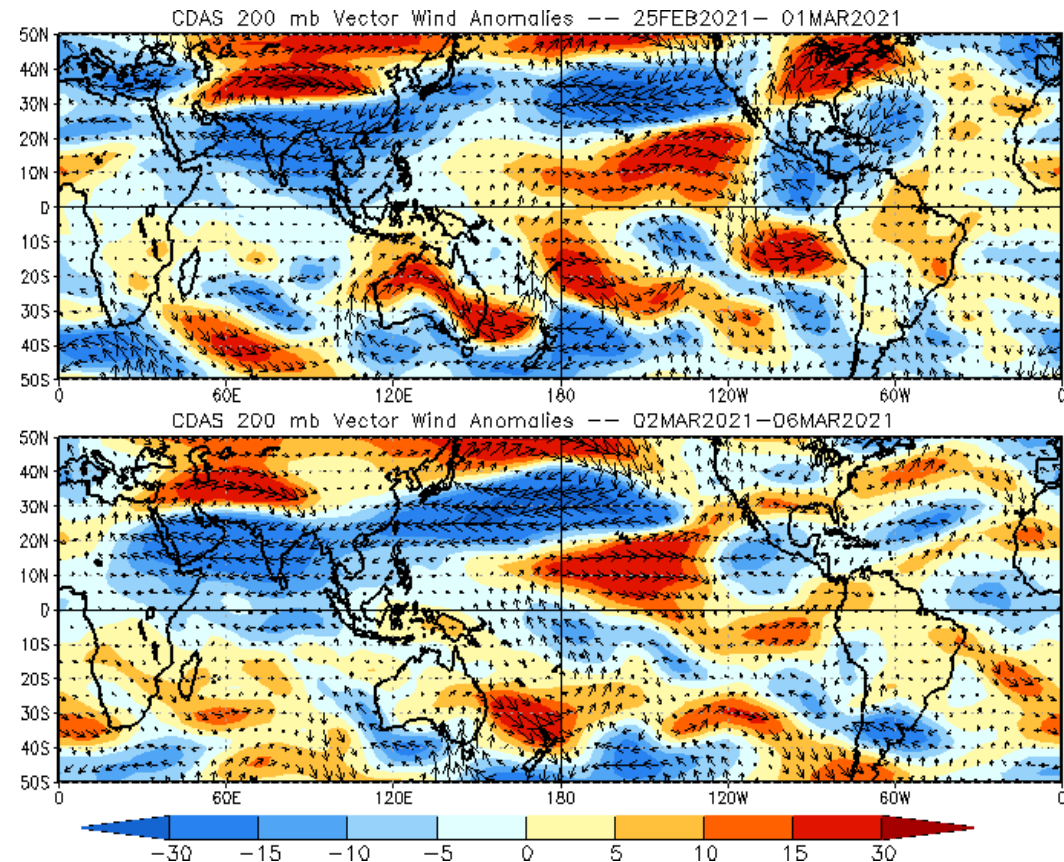 CDAS 200 mb Vector Wind Anomalies -- 25FEB2021- 01MAR2021
50N
40N
30N
20N
10N
0
10S
20S
30S
40S
50S
0 60E 120E 180 120W 60W 0
CDAS 200 mb Vector Wind Anomalies -- 02MAR2021-06MAR2021
50N
40N
30N
20N
10N
0
10S
20S
30S
40S
50S
0 60E 120E 180 120W 60W 0
-30 -15 -10 -5 0 5 10 15 30